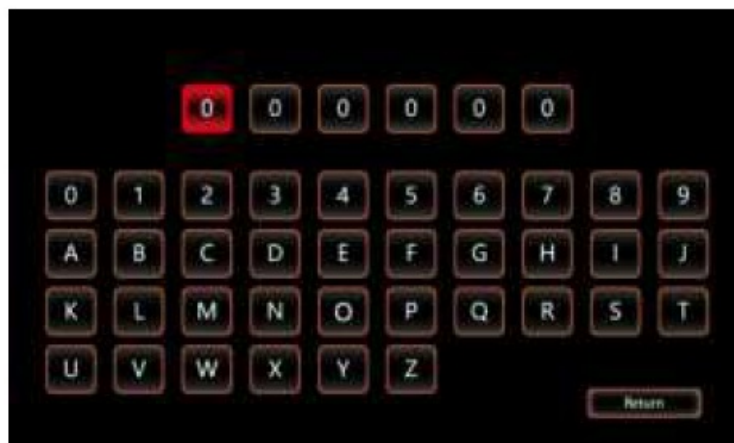 0 0 0 0 0 0
0 1 2 3 4 5 6 7 8 9
A B C D E F G H I J
K L M N O P Q R S T
U V W X Y Z
Return